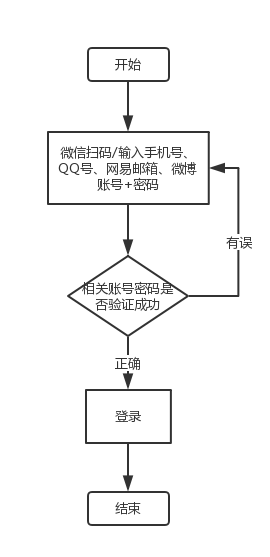 开始
微信扫码/输入手机号、
QQ号、网易邮箱、微博
账号+密码
有误
相关账号密码是
否验证成功
正确
登录
结束